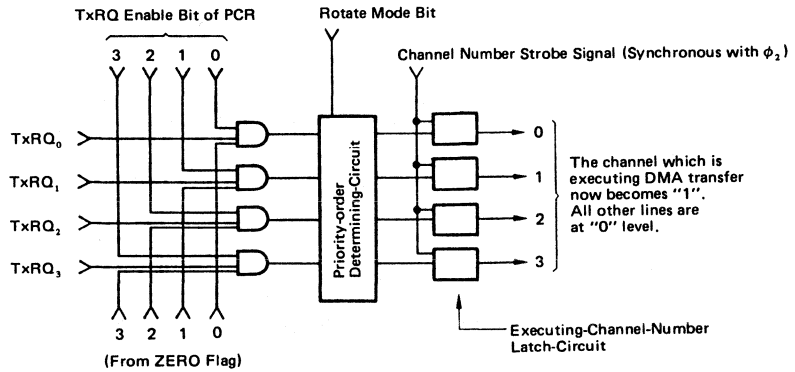 TxRQ Enable Bit of PCR
Rotate Mode Bit
3 2 1 0
Channel Number Strobe Signal (Synchronous with ϕ₂)
TxRQ₀
TxRQ₁
TxRQ₂
TxRQ₃
Priority-order
Determining-Circuit
0
1
2
3
The channel which is
executing DMA transfer
now becomes "1".
All other lines are
at "0" level.
3 2 1 0
(From ZERO Flag)
Executing-Channel-Number
Latch-Circuit